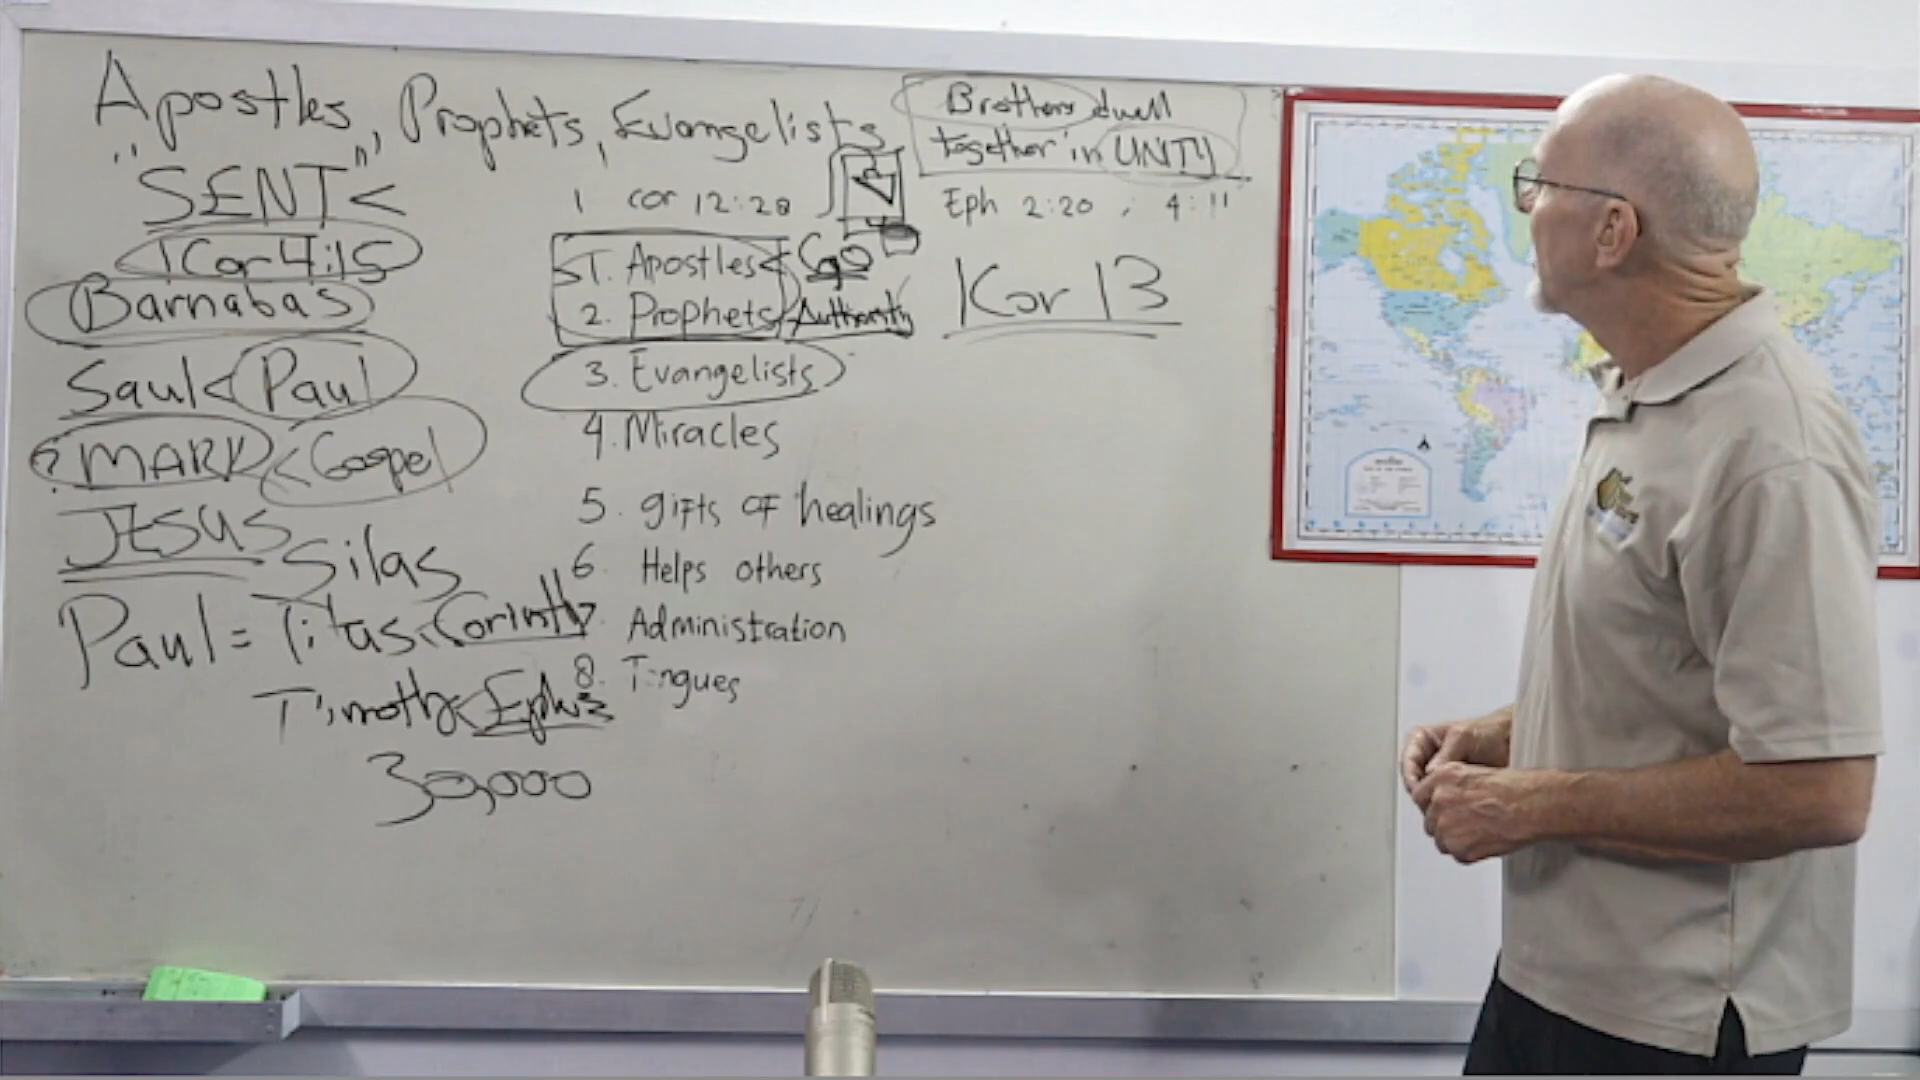 Apostles, Prophets, Evangelists
"SENT" <
1 Cor 4:15
Barnabas
Saul < Paul
? MARK < Gospel
JESUS
Silas
Paul = Titas < Corinth
Timothy <
30,000
1 cor 12:28
1. Apostles < Go
2. Prophets Authority
3. Evangelists
4. Miracles
5. gifts of healings
6 Helps others
7. Administration
8. Tongues
Brothers dwell
together in UNITY
Eph 2:20 , 4:11
1 Cor 13